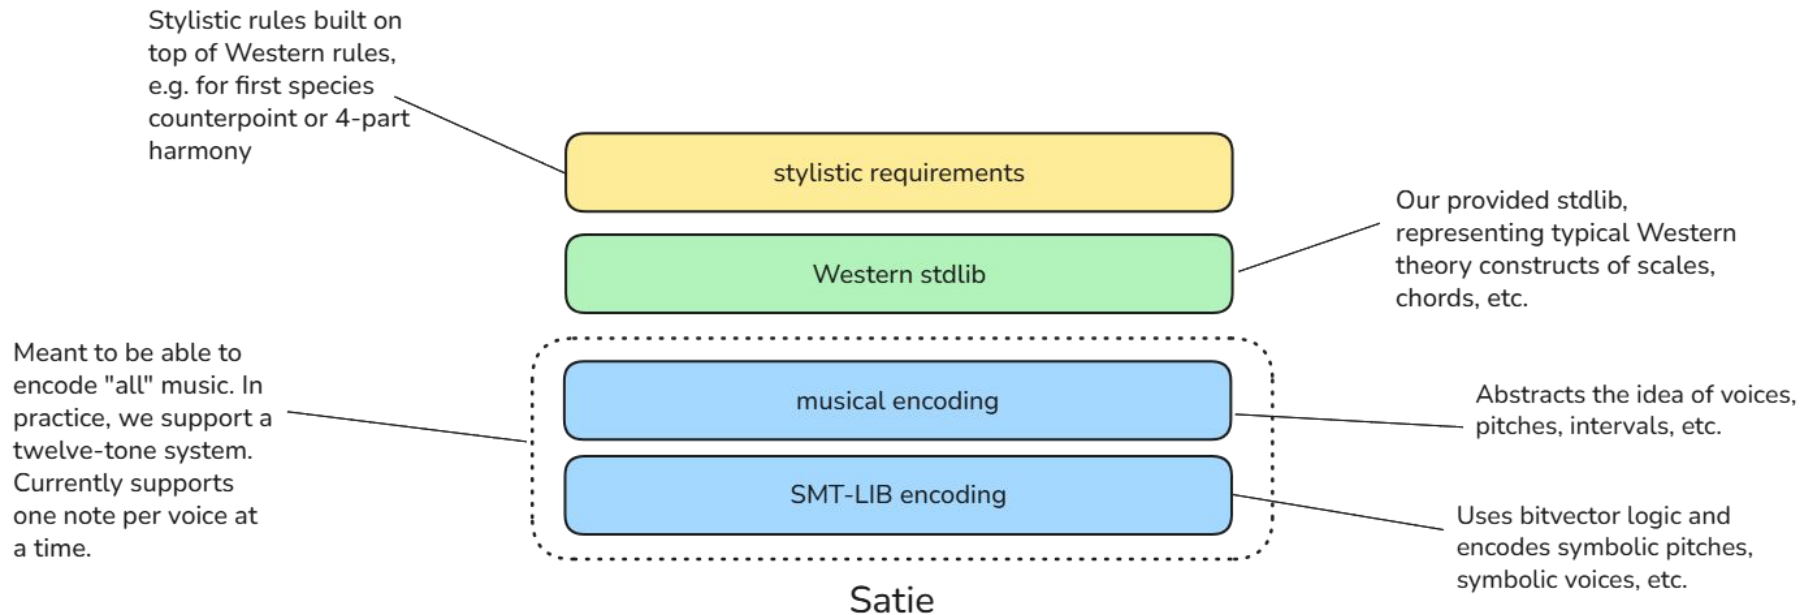 Stylistic rules built on
top of Western rules,
e.g. for first species
counterpoint or 4-part
harmony
stylistic requirements
Our provided stdlib,
representing typical Western
theory constructs of scales,
chords, etc.
Western stdlib
Meant to be able to
encode "all" music. In
practice, we support a
twelve-tone system.
Currently supports
one note per voice at
a time.
musical encoding
Abstracts the idea of voices,
pitches, intervals, etc.
SMT-LIB encoding
Uses bitvector logic and
encodes symbolic pitches,
symbolic voices, etc.
Satie